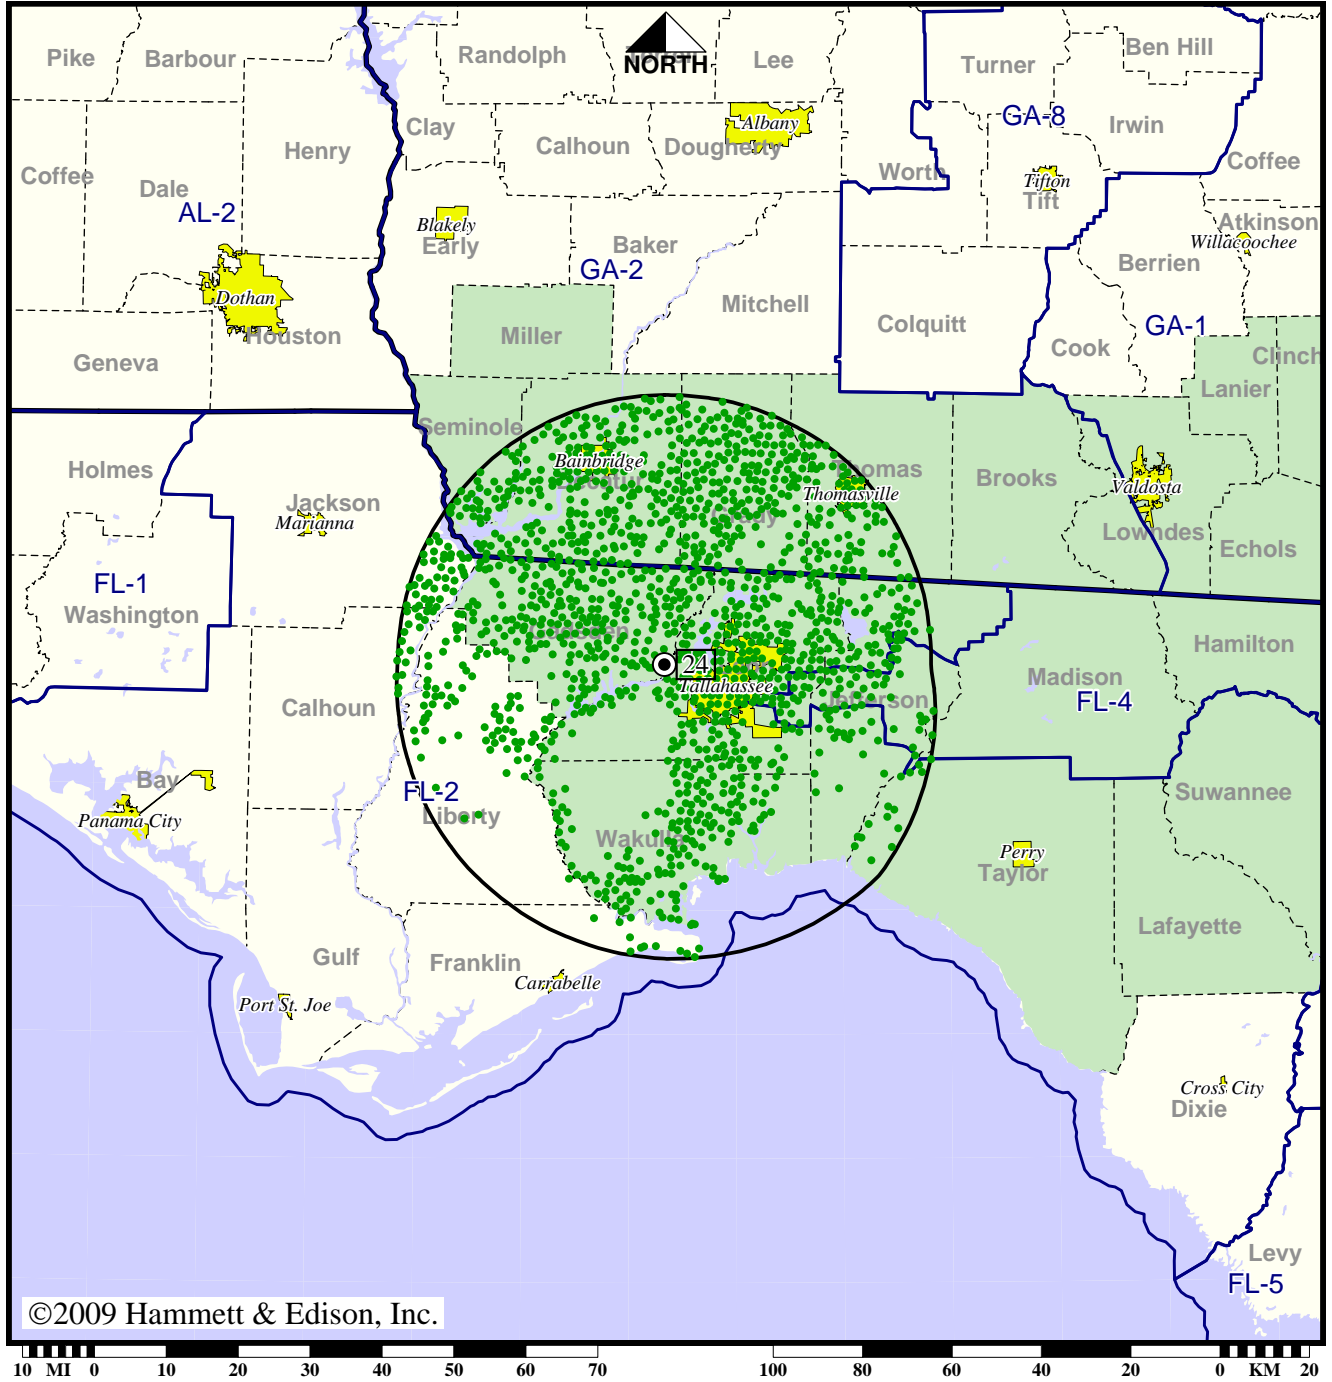 Pike
Barbour
Randolph
NORTH
Lee
Turner
Ben Hill
Clay
Calhoun
Dougherty
Albany
GA-8
Irwin
Henry
Coffee
Dale
AL-2
Worth
Tifton
Tift
Coffee
Atkinson
Willacoochee
Blakely
Early
Baker
GA-2
Berrien
Dothan
Houston
Mitchell
Colquitt
GA-1
Miller
Cook
Clinch
Geneva
Lanier
Seminole
Holmes
Bainbridge
Thomas
Thomasville
Brooks
Valdosta
Jackson
Marianna
Grady
Lowndes
Echols
FL-1
Washington
Gadsden
Hamilton
24
Tallahassee
Jefferson
Madison
FL-4
Calhoun
Bay
FL-2
Liberty
Suwannee
Panama City
Wakulla
Perry
Taylor
Lafayette
Gulf
Franklin
Carrabelle
Port St. Joe
Cross City
Dixie
Levy
FL-5
©2009 Hammett & Edison, Inc.
10 MI 0 10 20 30 40 50 60 70 100 80 60 40 20 0 KM 20